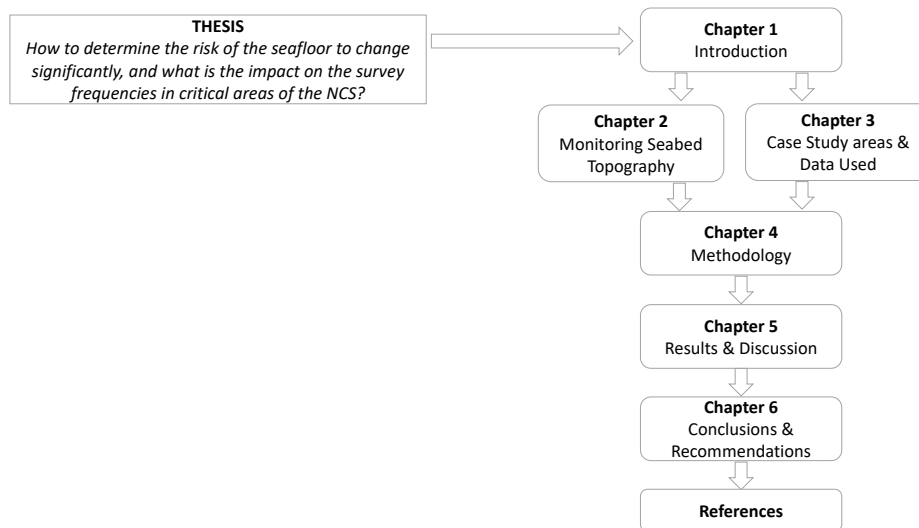 THESIS
How to determine the risk of the seafloor to change
significantly, and what is the impact on the survey
frequencies in critical areas of the NCS?
Chapter 1
Introduction
Chapter 2
Monitoring Seabed
Topography
Chapter 3
Case Study areas &
Data Used
Chapter 4
Methodology
Chapter 5
Results & Discussion
Chapter 6
Conclusions &
Recommendations
References